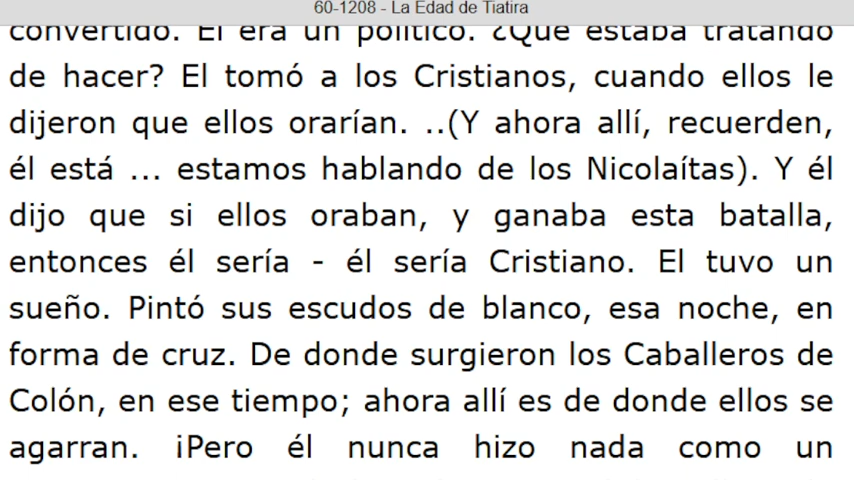 60-1208 - La Edad de Tiatira
convertido. El era un político. ¿Qué estaba tratando
de hacer? El tomó a los Cristianos, cuando ellos le
dijeron que ellos orarían. ..(Y ahora allí, recuerden,
él está ... estamos hablando de los Nicolaítas). Y él
dijo que si ellos oraban, y ganaba esta batalla,
entonces él sería - él sería Cristiano. El tuvo un
sueño. Pintó sus escudos de blanco, esa noche, en
forma de cruz. De donde surgieron los Caballeros de
Colón, en ese tiempo; ahora allí es de donde ellos se
agarran. ¡Pero él nunca hizo nada como un